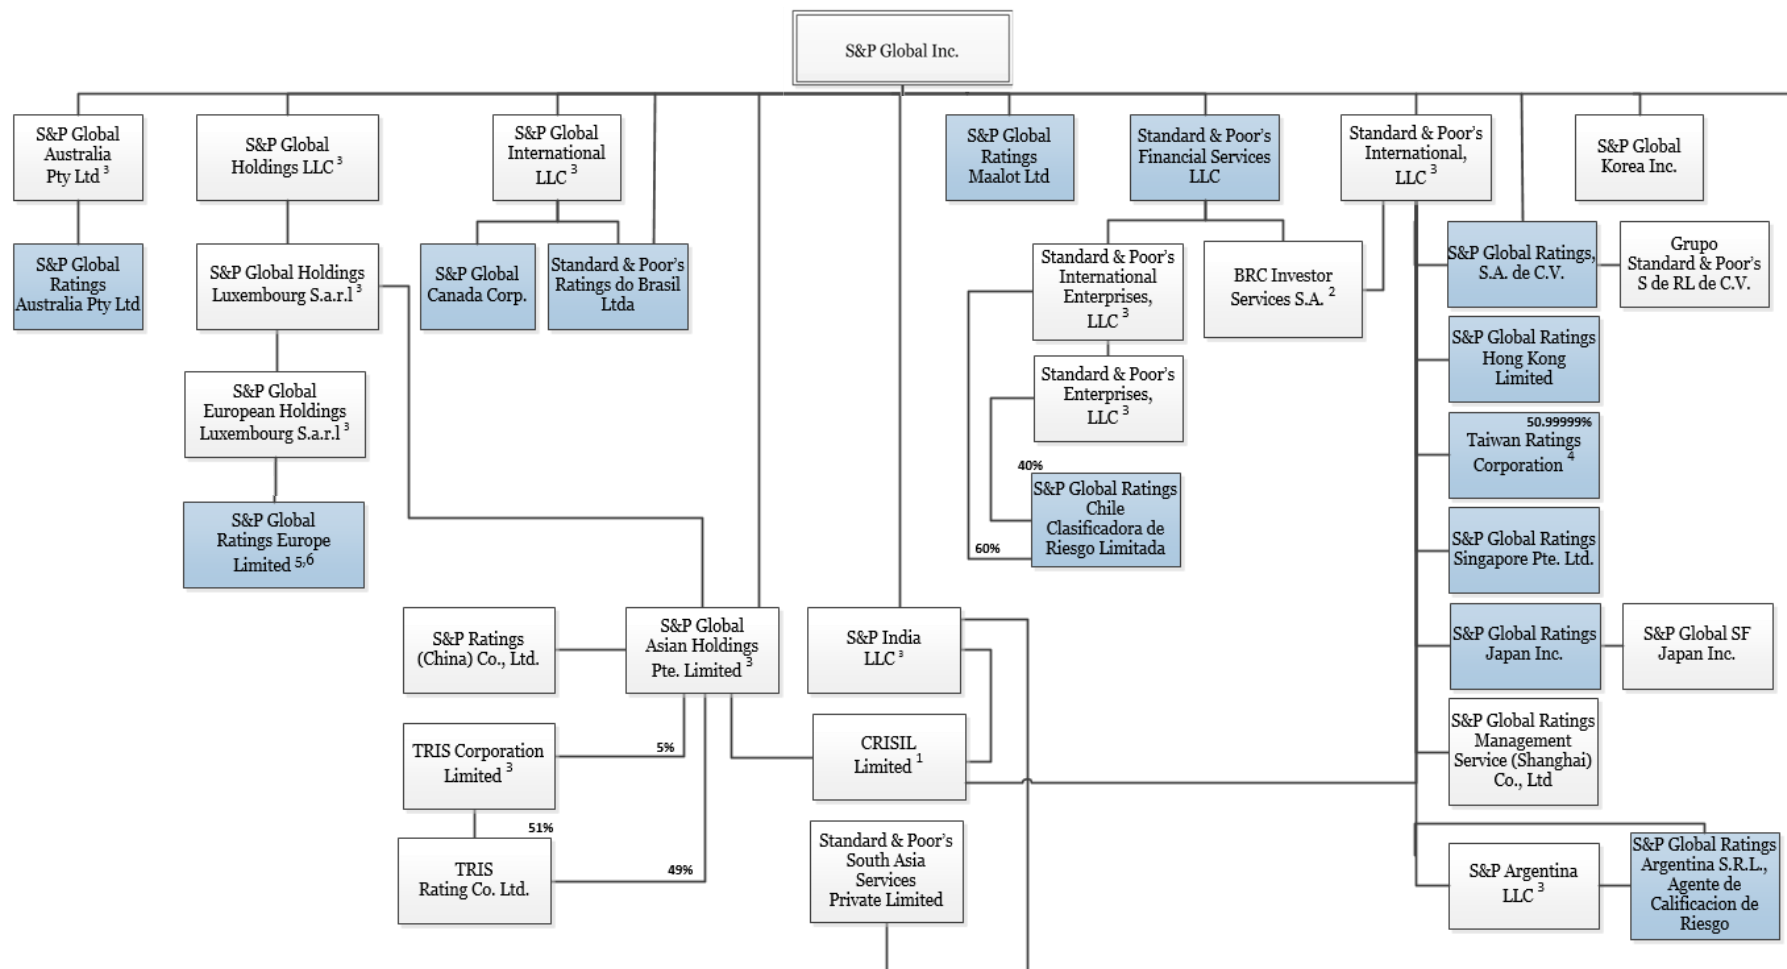 S&P Global Inc.
S&P Global
Australia
Pty Ltd 3
S&P Global
Holdings LLC 3
S&P Global
International
LLC 3
S&P Global
Ratings
Maalot Ltd
Standard & Poor's
Financial Services
LLC
Standard & Poor's
International,
LLC 3
S&P Global
Korea Inc.
S&P Global
Ratings
Australia Pty Ltd
S&P Global Holdings
Luxembourg S.a.r.l 3
S&P Global
Canada Corp.
Standard & Poor's
Ratings do Brasil
Ltda
Standard & Poor's
International
Enterprises,
LLC 3
BRC Investor
Services S.A. 2
S&P Global Ratings,
S.A. de C.V.
Grupo
Standard & Poor's
S de RL de C.V.
S&P Global Ratings
Hong Kong
Limited
S&P Global
European Holdings
Luxembourg S.a.r.l 3
Standard & Poor's
Enterprises,
LLC 3
50.99999%
Taiwan Ratings
Corporation 4
40%
S&P Global Ratings
Chile
Clasificadora de
Riesgo Limitada
60%
S&P Global
Ratings Europe
Limited 5,6
S&P Global Ratings
Singapore Pte. Ltd.
S&P Ratings
(China) Co., Ltd.
S&P Global
Asian Holdings
Pte. Limited 3
S&P India
LLC 3
S&P Global Ratings
Japan Inc.
S&P Global SF
Japan Inc.
TRIS Corporation
Limited 3
5%
CRISIL
Limited 1
S&P Global Ratings
Management
Service (Shanghai)
Co., Ltd
51%
TRIS
Rating Co. Ltd.
49%
Standard & Poor's
South Asia
Services
Private Limited
S&P Argentina
LLC 3
S&P Global Ratings
Argentina S.R.L.,
Agente de
Calificacion de
Riesgo